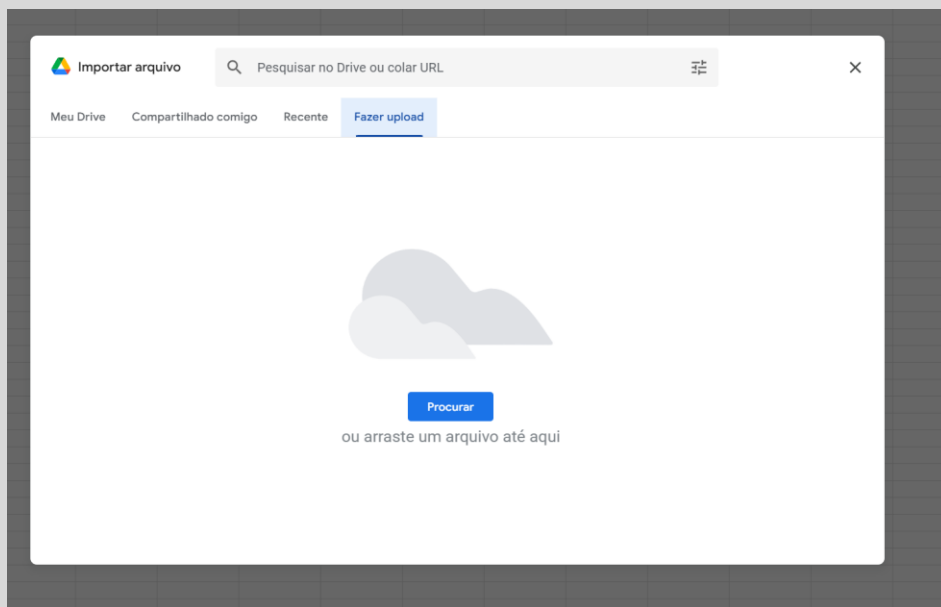 Importar arquivo
Pesquisar no Drive ou colar URL
Meu Drive
Compartilhado comigo
Recente
Fazer upload
Procurar
ou arraste um arquivo até aqui